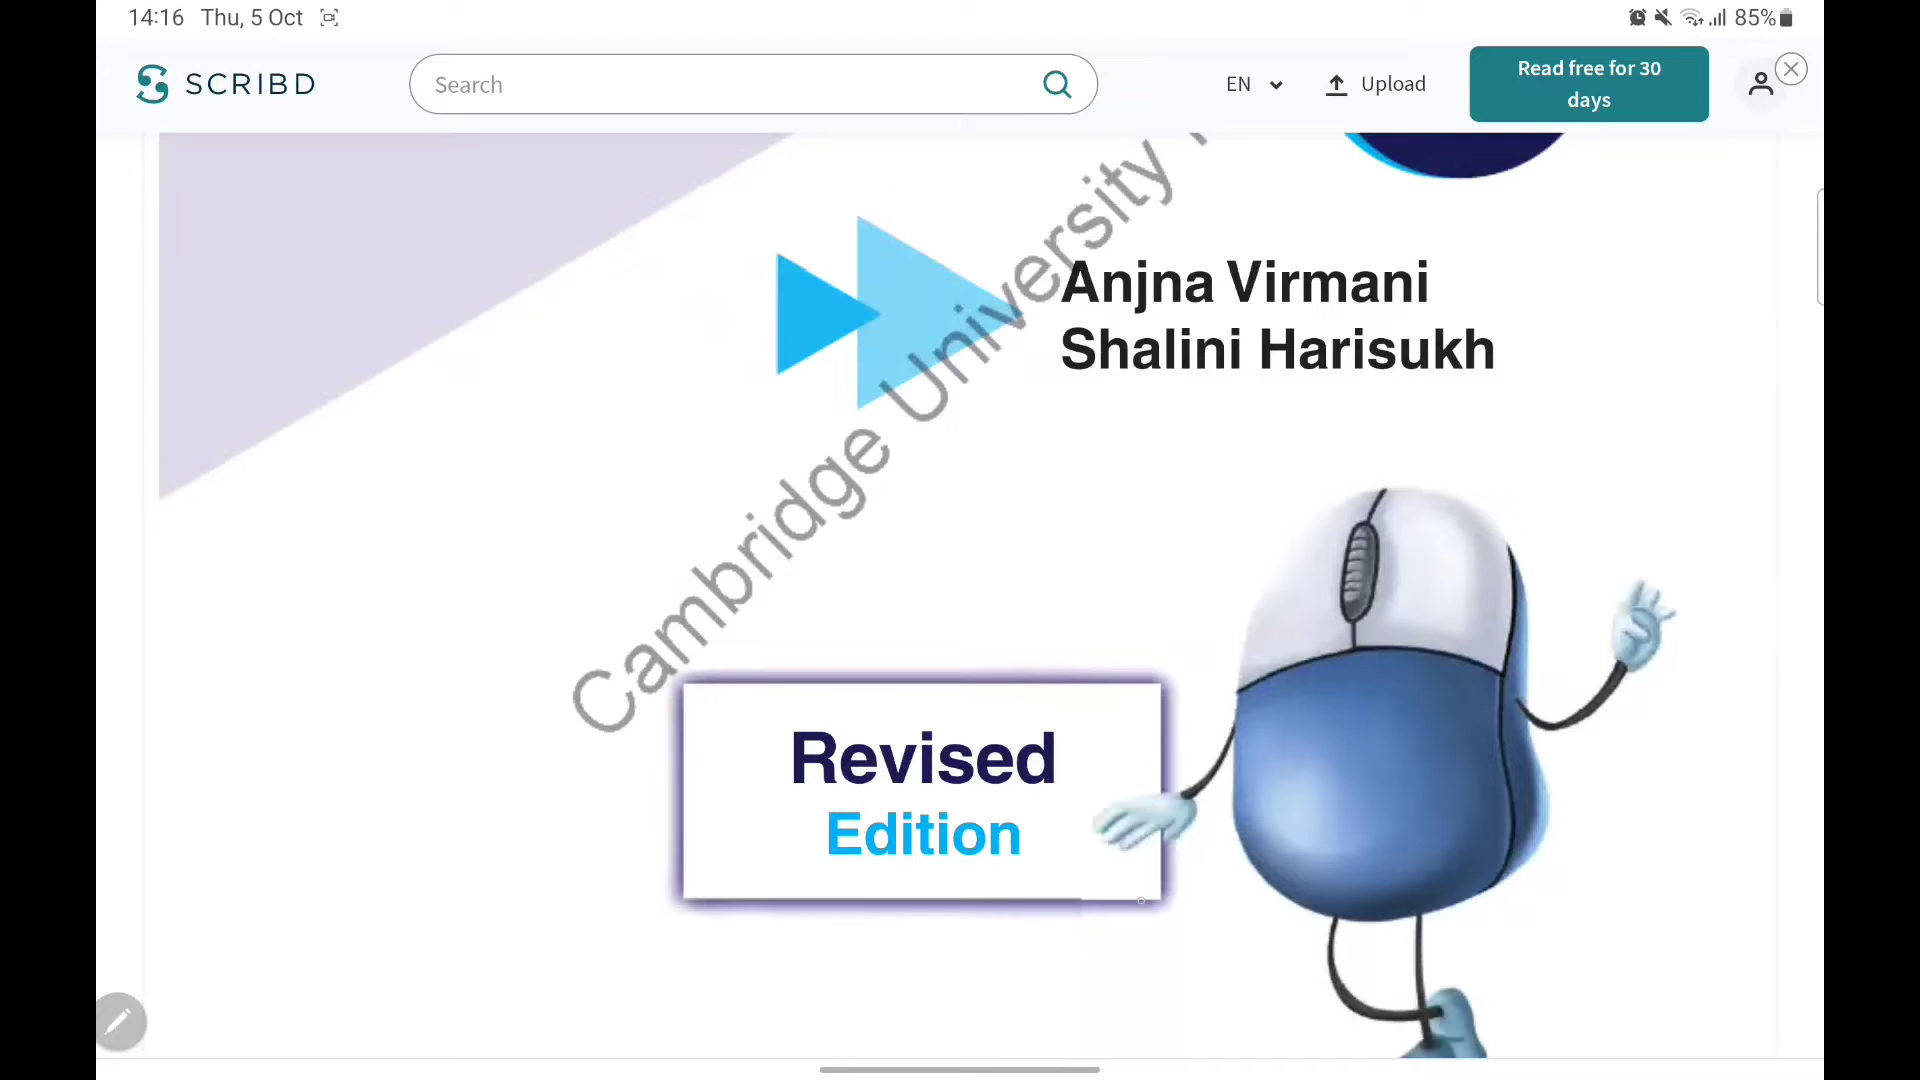 14:16 Thu, 5 Oct
85%
SCRIBD
Search
EN
Upload
Read free for 30
days
Cambridge University
Anjna Virmani
Shalini Harisukh
Revised
Edition